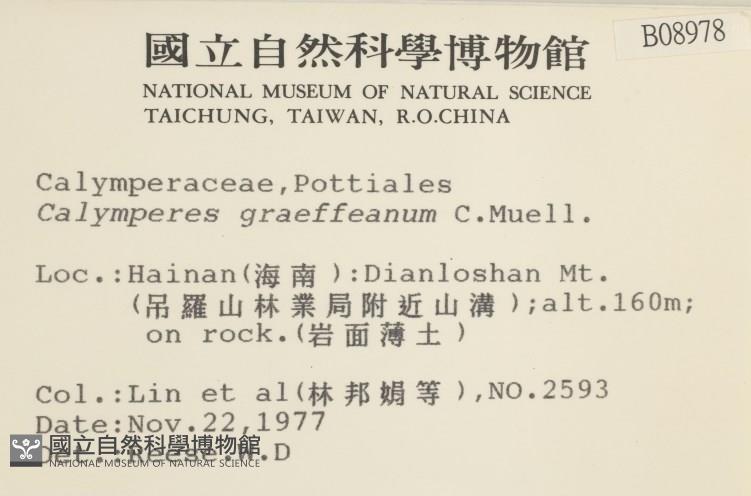 B08978
國立自然科學博物館
NATIONAL MUSEUM OF NATURAL SCIENCE
TAICHUNG, TAIWAN, R.O.CHINA
Calymperaceae,Pottiales
Calymperes graeffeanum C.Muell.
Loc.:Hainan(海南):Dianloshan Mt.
(吊羅山林業局附近山溝);alt.160m;
on rock.(岩面薄土)
Col.:Lin et al(林邦娟等),NO.2593
Date:Nov.22,1977
Det.:Reese.W.D
國立自然科學博物館
NATIONAL MUSEUM OF NATURAL SCIENCE